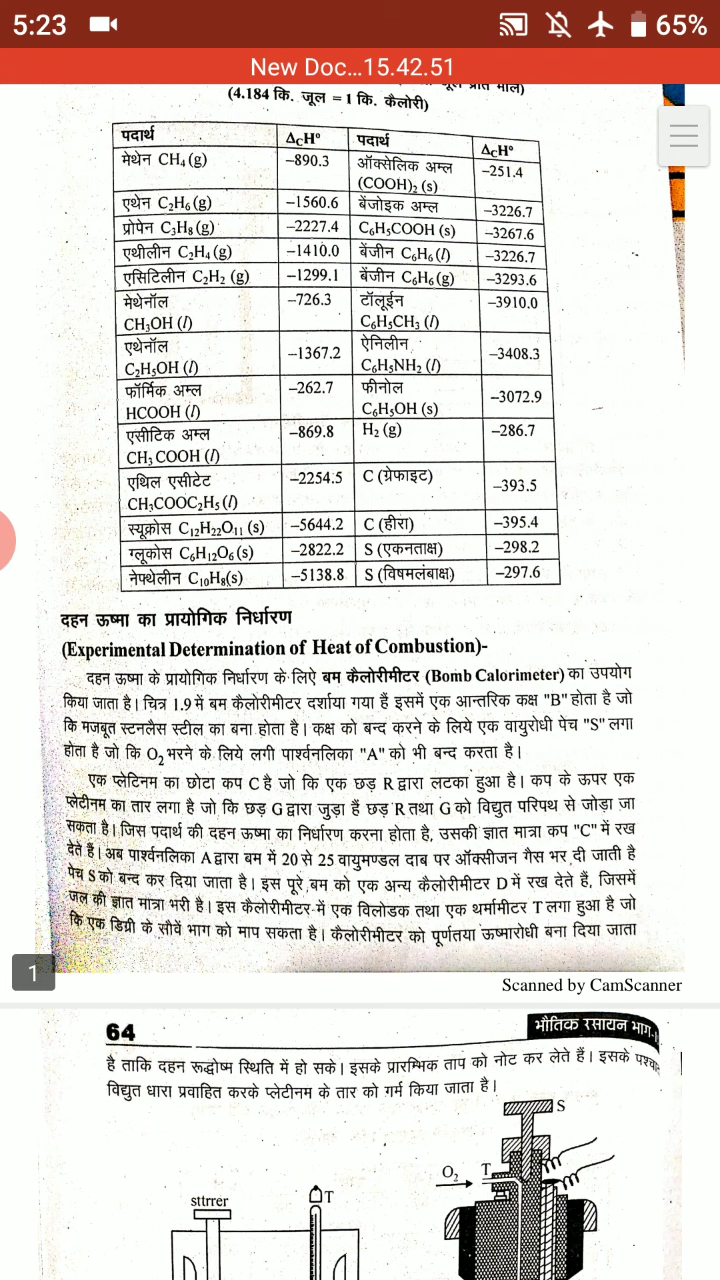 5:23
65%
New Doc...15.42.51
(4.184 कि. जूल = 1 कि. कैलोरी)
पदार्थ ΔCH° पदार्थ ΔCH°
मेथेन CH₄ (g) –890.3 ऑक्सेलिक अम्ल –251.4
(COOH)₂ (s)
एथेन C₂H₆ (g) –1560.6 बेंजोइक अम्ल –3226.7
प्रोपेन C₃H₈ (g) –2227.4 C₆H₅COOH (s) –3267.6
एथीलीन C₂H₄ (g) –1410.0 बेंजीन C₆H₆ (l) –3226.7
एसिटिलीन C₂H₂ (g) –1299.1 बेंजीन C₆H₆ (g) –3293.6
मेथेनॉल –726.3 टॉलूईन –3910.0
CH₃OH (l) C₆H₅CH₃ (l)
एथेनॉल –1367.2 ऐनिलीन –3408.3
C₂H₅OH (l) C₆H₅NH₂ (l)
फॉर्मिक अम्ल –262.7 फीनोल –3072.9
HCOOH (l) C₆H₅OH (s)
एसीटिक अम्ल –869.8 H₂ (g) –286.7
CH₃ COOH (l)
एथिल एसीटेट –2254.5 C (ग्रेफाइट) –393.5
CH₃COOC₂H₅ (l)
स्यूक्रोस C₁₂H₂₂O₁₁ (s) –5644.2 C (हीरा) –395.4
ग्लूकोस C₆H₁₂O₆ (s) –2822.2 S (एकनताक्ष) –298.2
नेफ्थेलीन C₁₀H₈(s) –5138.8 S (विषमलंबाक्ष) –297.6
दहन ऊष्मा का प्रायोगिक निर्धारण
(Experimental Determination of Heat of Combustion)-
दहन ऊष्मा के प्रायोगिक निर्धारण के लिऐ बम कैलोरीमीटर (Bomb Calorimeter) का उपयोग
किया जाता है। चित्र 1.9 में बम कैलोरीमीटर दर्शाया गया हैं इसमें एक आन्तरिक कक्ष "B" होता है जो
कि मजबूत स्टनलैस स्टील का बना होता है। कक्ष को बन्द करने के लिये एक वायुरोधी पेच "S" लगा
होता है जो कि O₂ भरने के लिये लगी पार्श्वनलिका "A" को भी बन्द करता है।
एक प्लेटिनम का छोटा कप C है जो कि एक छड़ R द्वारा लटका हुआ है। कप के ऊपर एक
प्लेटीनम का तार लगा है जो कि छड़ G द्वारा जुड़ा हैं छड़ R तथा G को विद्युत परिपथ से जोड़ा जा
सकता है। जिस पदार्थ की दहन ऊष्मा का निर्धारण करना होता है, उसकी ज्ञात मात्रा कप "C" में रख
देते हैं। अब पार्श्वनलिका A द्वारा बम में 20 से 25 वायुमण्डल दाब पर ऑक्सीजन गैस भर दी जाती है
पेच S को बन्द कर दिया जाता है। इस पूरे बम को एक अन्य कैलोरीमीटर D में रख देते हैं, जिसमें
जल की ज्ञात मात्रा भरी है। इस कैलोरीमीटर में एक विलोडक तथा एक थर्मामीटर T लगा हुआ है जो
कि एक डिग्री के सौवें भाग को माप सकता है। कैलोरीमीटर को पूर्णतया ऊष्मारोधी बना दिया जाता
1
Scanned by CamScanner
64
भौतिक रसायन भाग-
है ताकि दहन रूद्धोष्म स्थिति में हो सके। इसके प्रारम्भिक ताप को नोट कर लेते हैं। इसके पश्चात
विद्युत धारा प्रवाहित करके प्लेटीनम के तार को गर्म किया जाता है।
S
O₂ T
sttrrer T